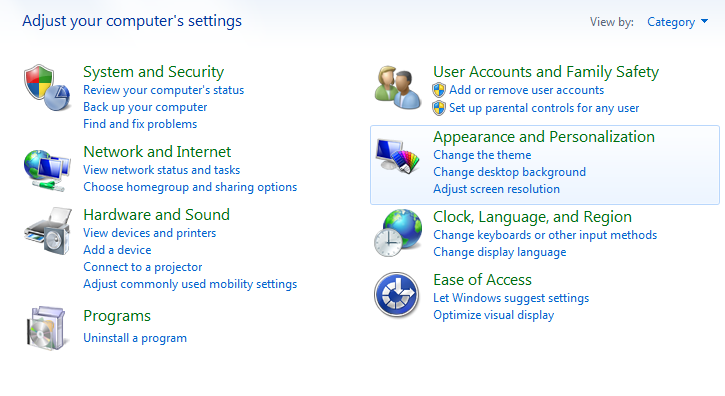 Adjust your computer's settings
View by: Category
System and Security
Review your computer's status
Back up your computer
Find and fix problems
Network and Internet
View network status and tasks
Choose homegroup and sharing options
Hardware and Sound
View devices and printers
Add a device
Connect to a projector
Adjust commonly used mobility settings
Programs
Uninstall a program
User Accounts and Family Safety
Add or remove user accounts
Set up parental controls for any user
Appearance and Personalization
Change the theme
Change desktop background
Adjust screen resolution
Clock, Language, and Region
Change keyboards or other input methods
Change display language
Ease of Access
Let Windows suggest settings
Optimize visual display